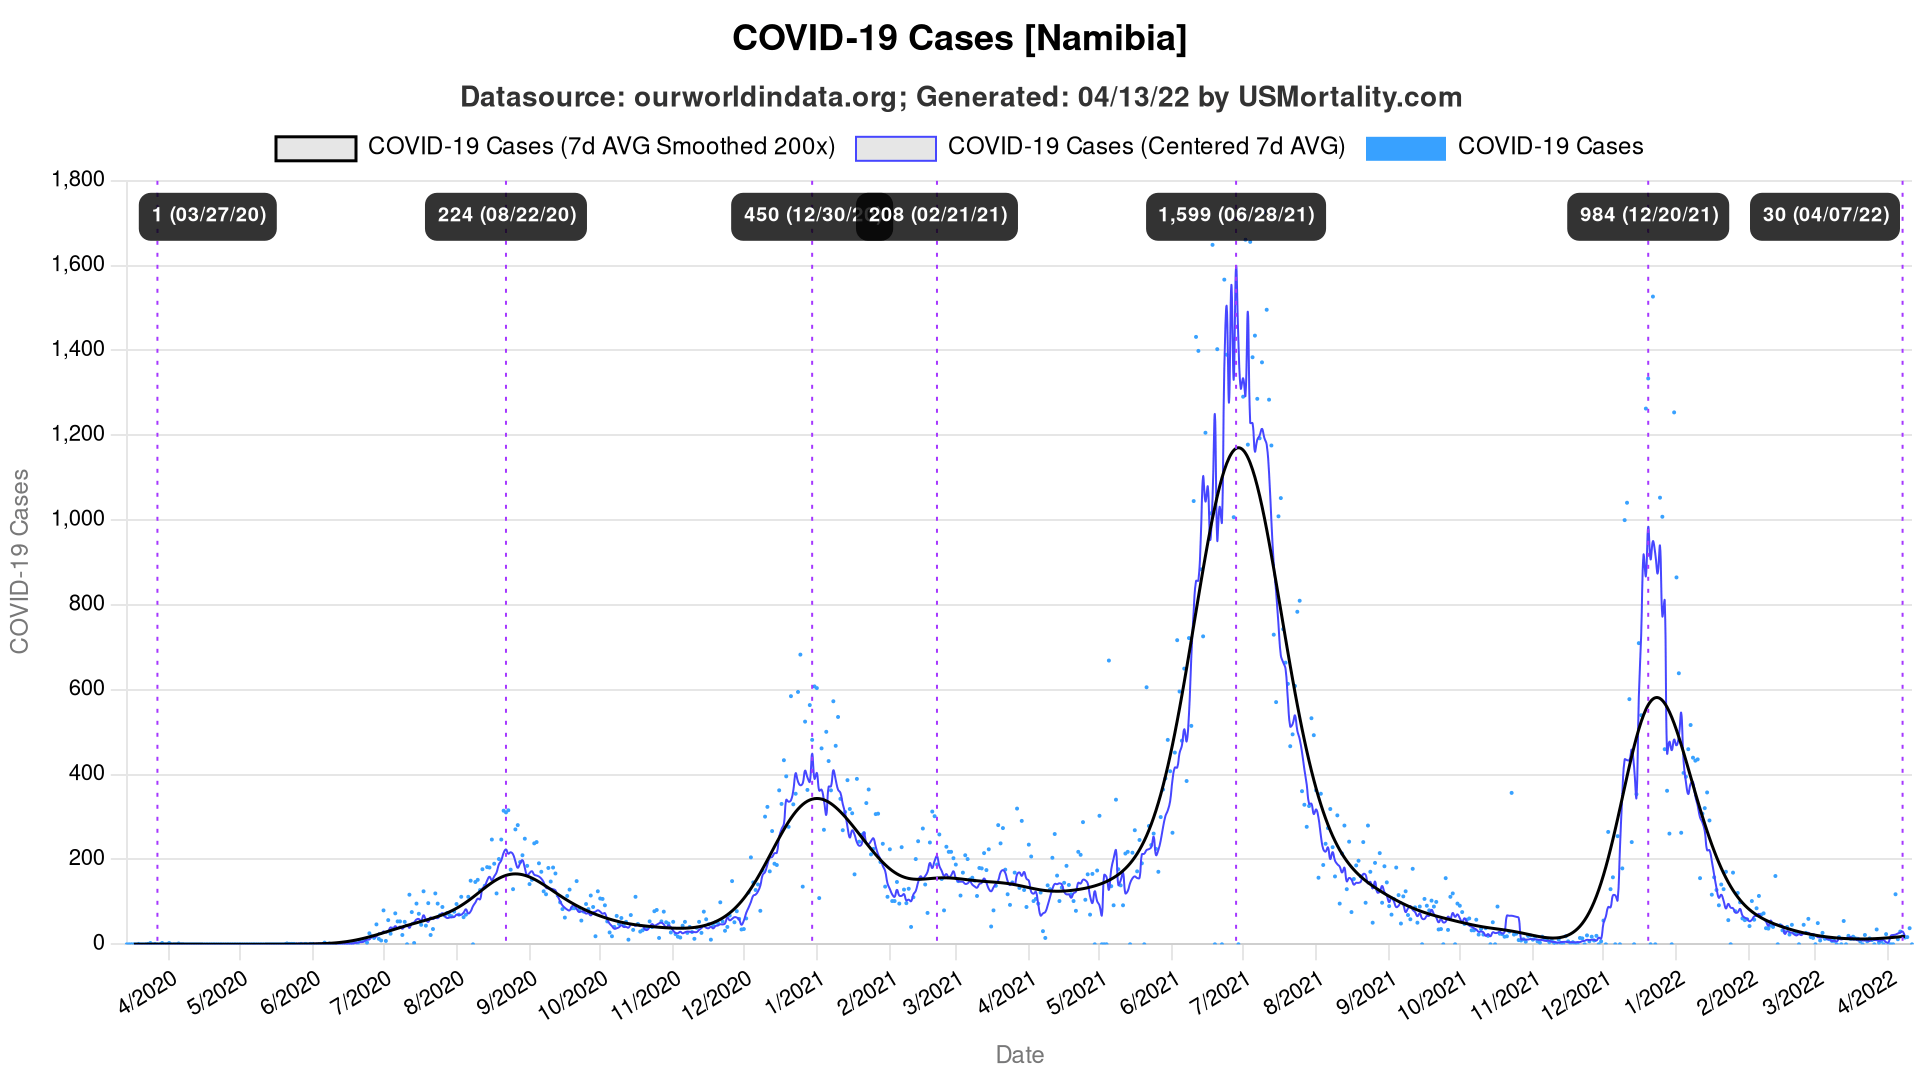 COVID-19 Cases [Namibia]
Datasource: ourworldindata.org; Generated: 04/13/22 by USMortality.com
COVID-19 Cases (7d AVG Smoothed 200x) COVID-19 Cases (Centered 7d AVG) COVID-19 Cases
1 (03/27/20) 224 (08/22/20) 450 (12/30/2 208 (02/21/21) 1,599 (06/28/21) 984 (12/20/21) 30 (04/07/22)
1,800
1,600
1,400
1,200
1,000
800
600
400
200
0
COVID-19 Cases
4/2020 5/2020 6/2020 7/2020 8/2020 9/2020 10/2020 11/2020 12/2020 1/2021 2/2021 3/2021 4/2021 5/2021 6/2021 7/2021 8/2021 9/2021 10/2021 11/2021 12/2021 1/2022 2/2022 3/2022 4/2022
Date